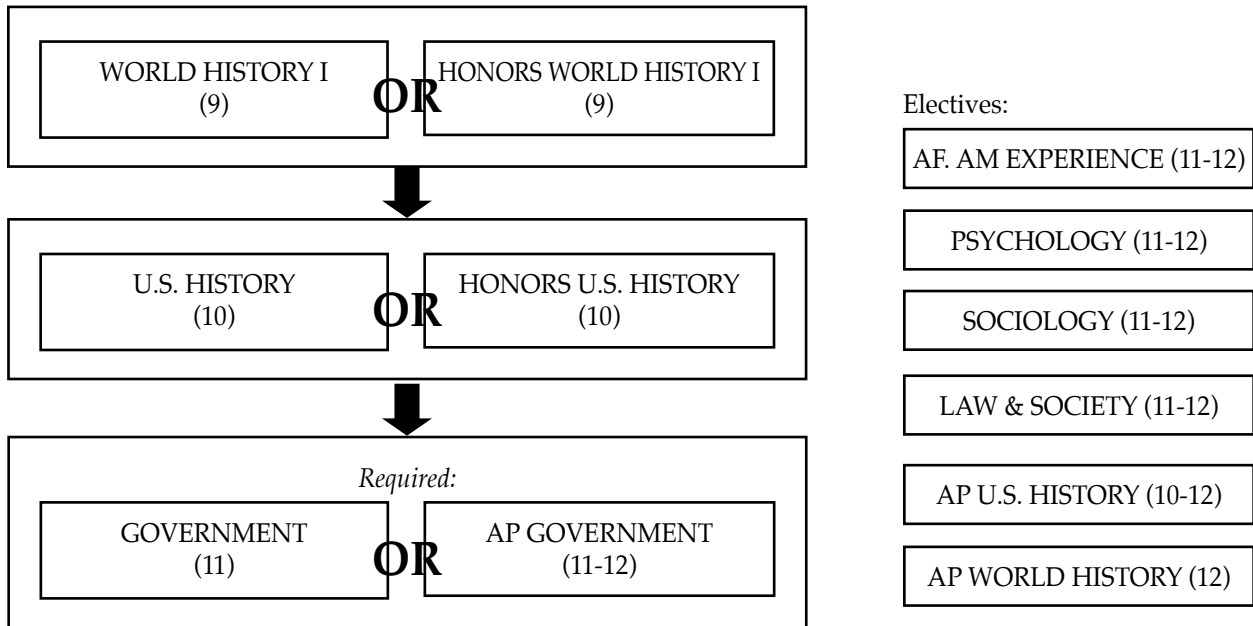 WORLD HISTORY I
(9)
OR
HONORS WORLD HISTORY I
(9)
U.S. HISTORY
(10)
OR
HONORS U.S. HISTORY
(10)
Required:
GOVERNMENT
(11)
OR
AP GOVERNMENT
(11-12)
Electives:
AF. AM EXPERIENCE (11-12)
PSYCHOLOGY (11-12)
SOCIOLOGY (11-12)
LAW & SOCIETY (11-12)
AP U.S. HISTORY (10-12)
AP WORLD HISTORY (12)